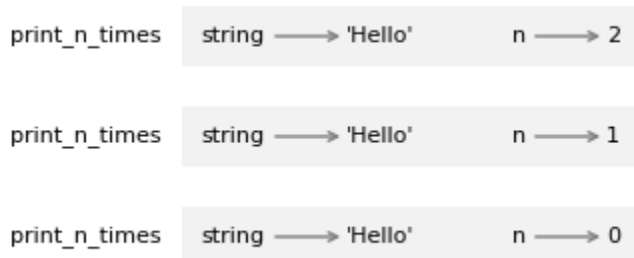 print_n_times string 'Hello' n 2
print_n_times string 'Hello' n 1
print_n_times string 'Hello' n 0